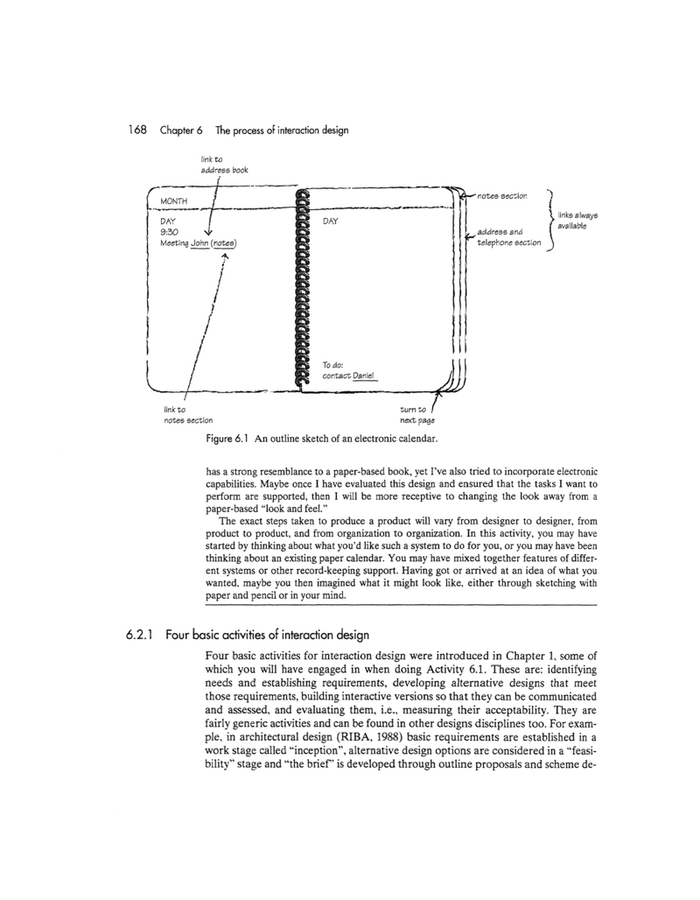 168 Chapter 6 The process of interaction design
link to
address book
MONTH
DAY
9:30
Meeting John (notes)
DAY
To do:
contact Daniel
notes section
address and
telephone section
links always
available
link to
notes section
turn to
next page
Figure 6.1 An outline sketch of an electronic calendar.
has a strong resemblance to a paper-based book, yet I've also tried to incorporate electronic
capabilities. Maybe once I have evaluated this design and ensured that the tasks I want to
perform are supported, then I will be more receptive to changing the look away from a
paper-based "look and feel."
The exact steps taken to produce a product will vary from designer to designer, from
product to product, and from organization to organization. In this activity, you may have
started by thinking about what you'd like such a system to do for you, or you may have been
thinking about an existing paper calendar. You may have mixed together features of differ-
ent systems or other record-keeping support. Having got or arrived at an idea of what you
wanted, maybe you then imagined what it might look like, either through sketching with
paper and pencil or in your mind.
6.2.1 Four basic activities of interaction design
Four basic activities for interaction design were introduced in Chapter 1, some of
which you will have engaged in when doing Activity 6.1. These are: identifying
needs and establishing requirements, developing alternative designs that meet
those requirements, building interactive versions so that they can be communicated
and assessed, and evaluating them, i.e., measuring their acceptability. They are
fairly generic activities and can be found in other designs disciplines too. For exam-
ple, in architectural design (RIBA, 1988) basic requirements are established in a
work stage called "inception", alternative design options are considered in a "feasi-
bility" stage and "the brief" is developed through outline proposals and scheme de-